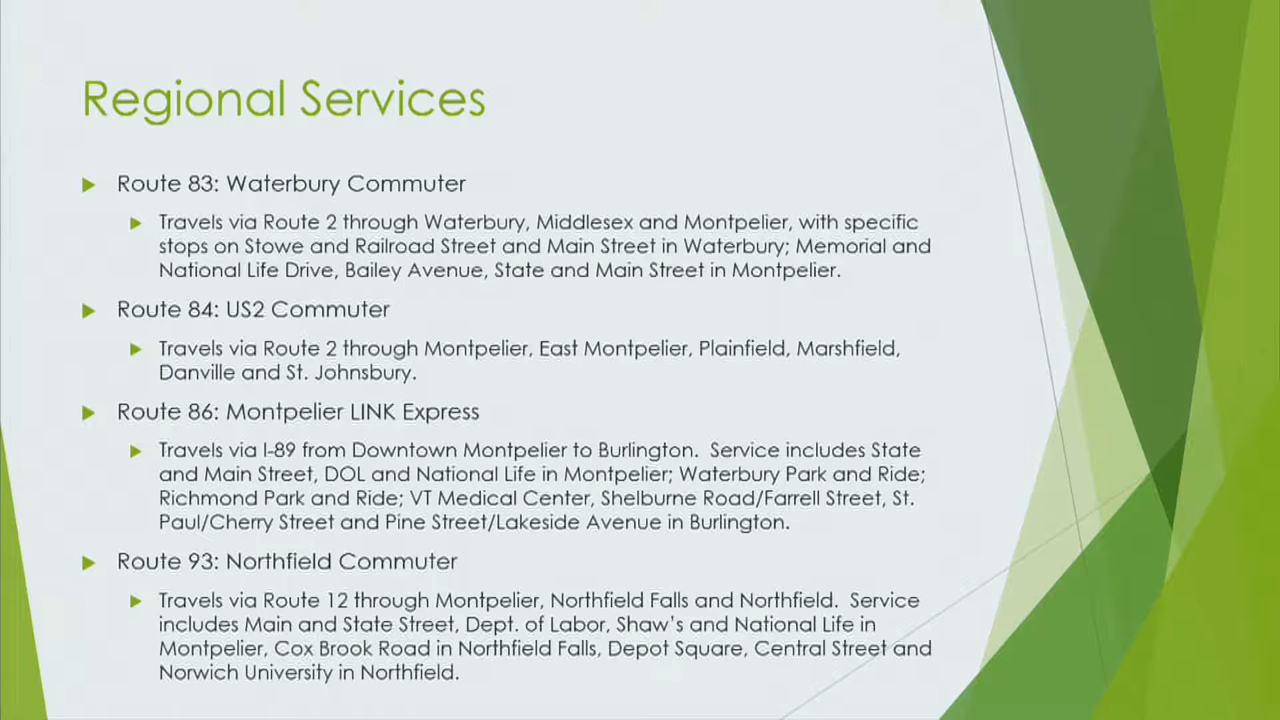 Regional Services
Route 83: Waterbury Commuter
Travels via Route 2 through Waterbury, Middlesex and Montpelier, with specific
stops on Stowe and Railroad Street and Main Street in Waterbury; Memorial and
National Life Drive, Bailey Avenue, State and Main Street in Montpelier.
Route 84: US2 Commuter
Travels via Route 2 through Montpelier, East Montpelier, Plainfield, Marshfield,
Danville and St. Johnsbury.
Route 86: Montpelier LINK Express
Travels via I-89 from Downtown Montpelier to Burlington.  Service includes State
and Main Street, DOL and National Life in Montpelier; Waterbury Park and Ride;
Richmond Park and Ride; VT Medical Center, Shelburne Road/Farrell Street, St.
Paul/Cherry Street and Pine Street/Lakeside Avenue in Burlington.
Route 93: Northfield Commuter
Travels via Route 12 through Montpelier, Northfield Falls and Northfield.  Service
includes Main and State Street, Dept. of Labor, Shaw's and National Life in
Montpelier, Cox Brook Road in Northfield Falls, Depot Square, Central Street and
Norwich University in Northfield.